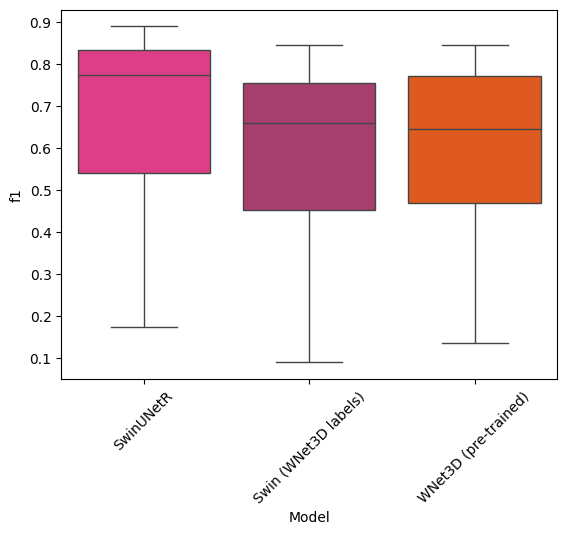 0.9
0.8
0.7
0.6
0.5
0.4
0.3
0.2
0.1
f1
SwinUNetR
Swin (WNet3D labels)
WNet3D (pre-trained)
Model